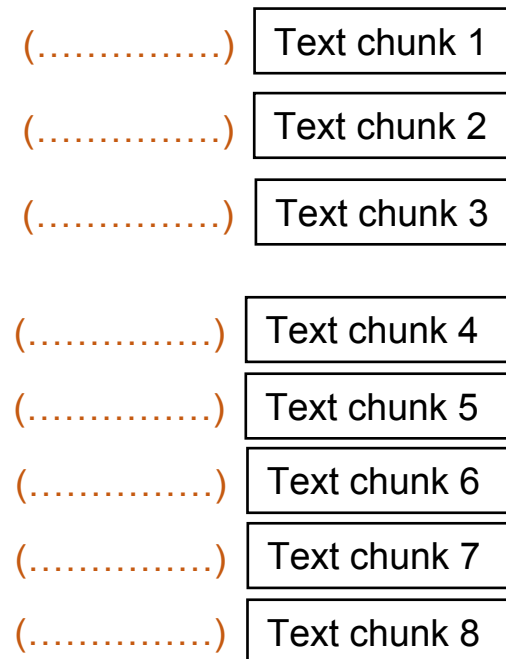 (……………) Text chunk 1
(……………) Text chunk 2
(……………) Text chunk 3
(……………) Text chunk 4
(……………) Text chunk 5
(……………) Text chunk 6
(……………) Text chunk 7
(……………) Text chunk 8